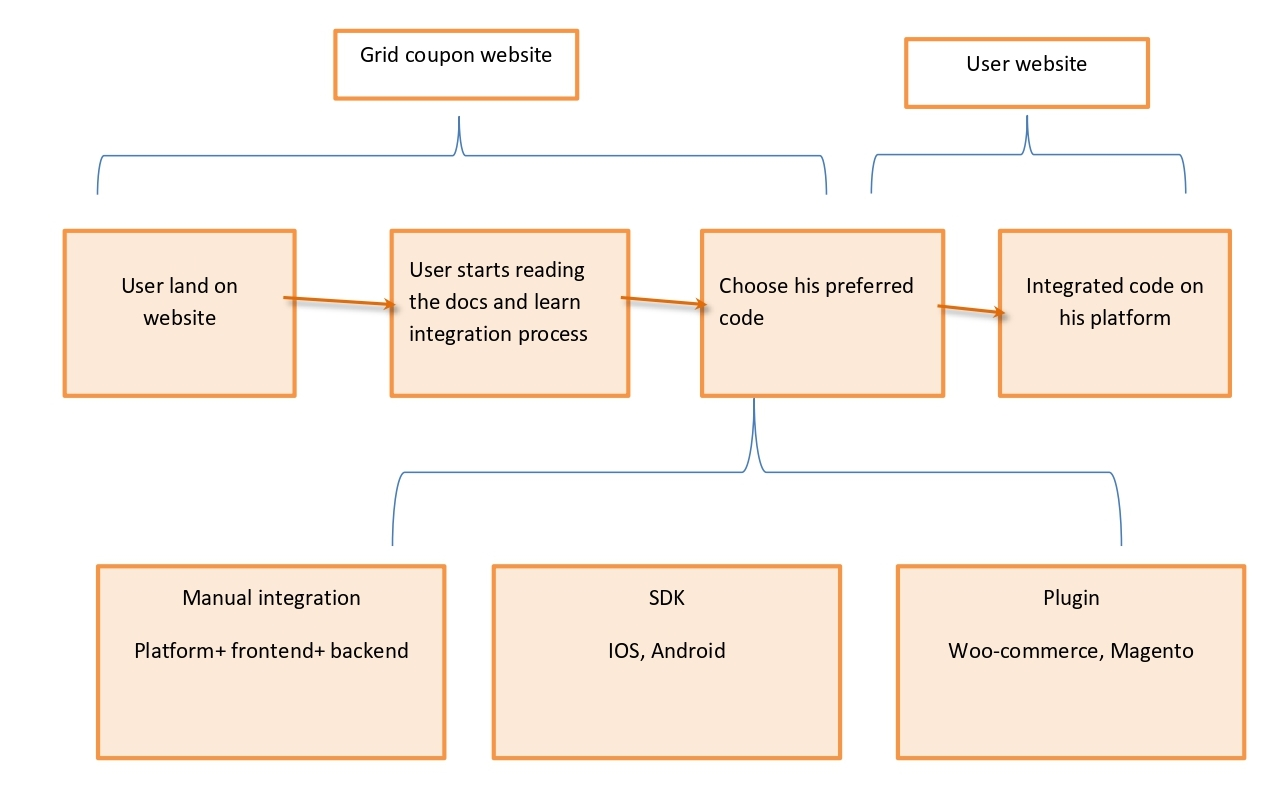 Grid coupon website
User website
User land on
website
User starts reading
the docs and learn
integration process
Choose his preferred
code
Integrated code on
his platform
Manual integration
Platform+ frontend+ backend
SDK
IOS, Android
Plugin
Woo-commerce, Magento